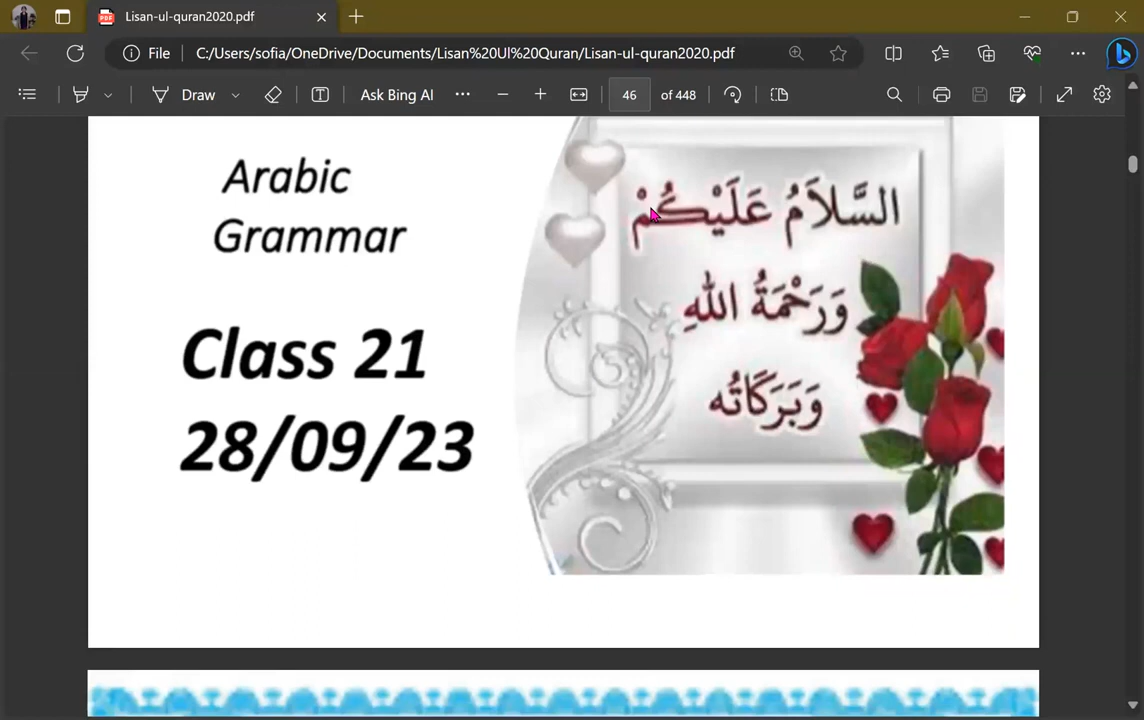 Lisan-ul-quran2020.pdf
File C:/Users/sofia/OneDrive/Documents/Lisan%20Ul%20Quran/Lisan-ul-quran2020.pdf
Draw Ask Bing AI 46 of 448
Arabic
Grammar
Class 21
28/09/23
السَّلاَمُ عَلَيْكُمْ
وَرَحْمَةُ اللهِ
وَبَرَكَاتُه